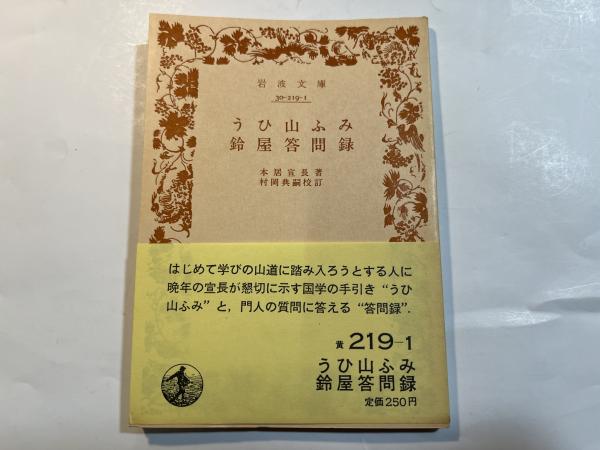 岩波文庫
30-219-1
うひ山ふみ
鈴屋答問録
本居宣長著
村岡典嗣校訂
はじめて学びの山道に踏み入ろうとする人に
晩年の宣長が懇切に示す国学の手引き“うひ
山ふみ”と,門人の質問に答える“答問録”.
黄 219-1
うひ山ふみ
鈴屋答問録
定価250円